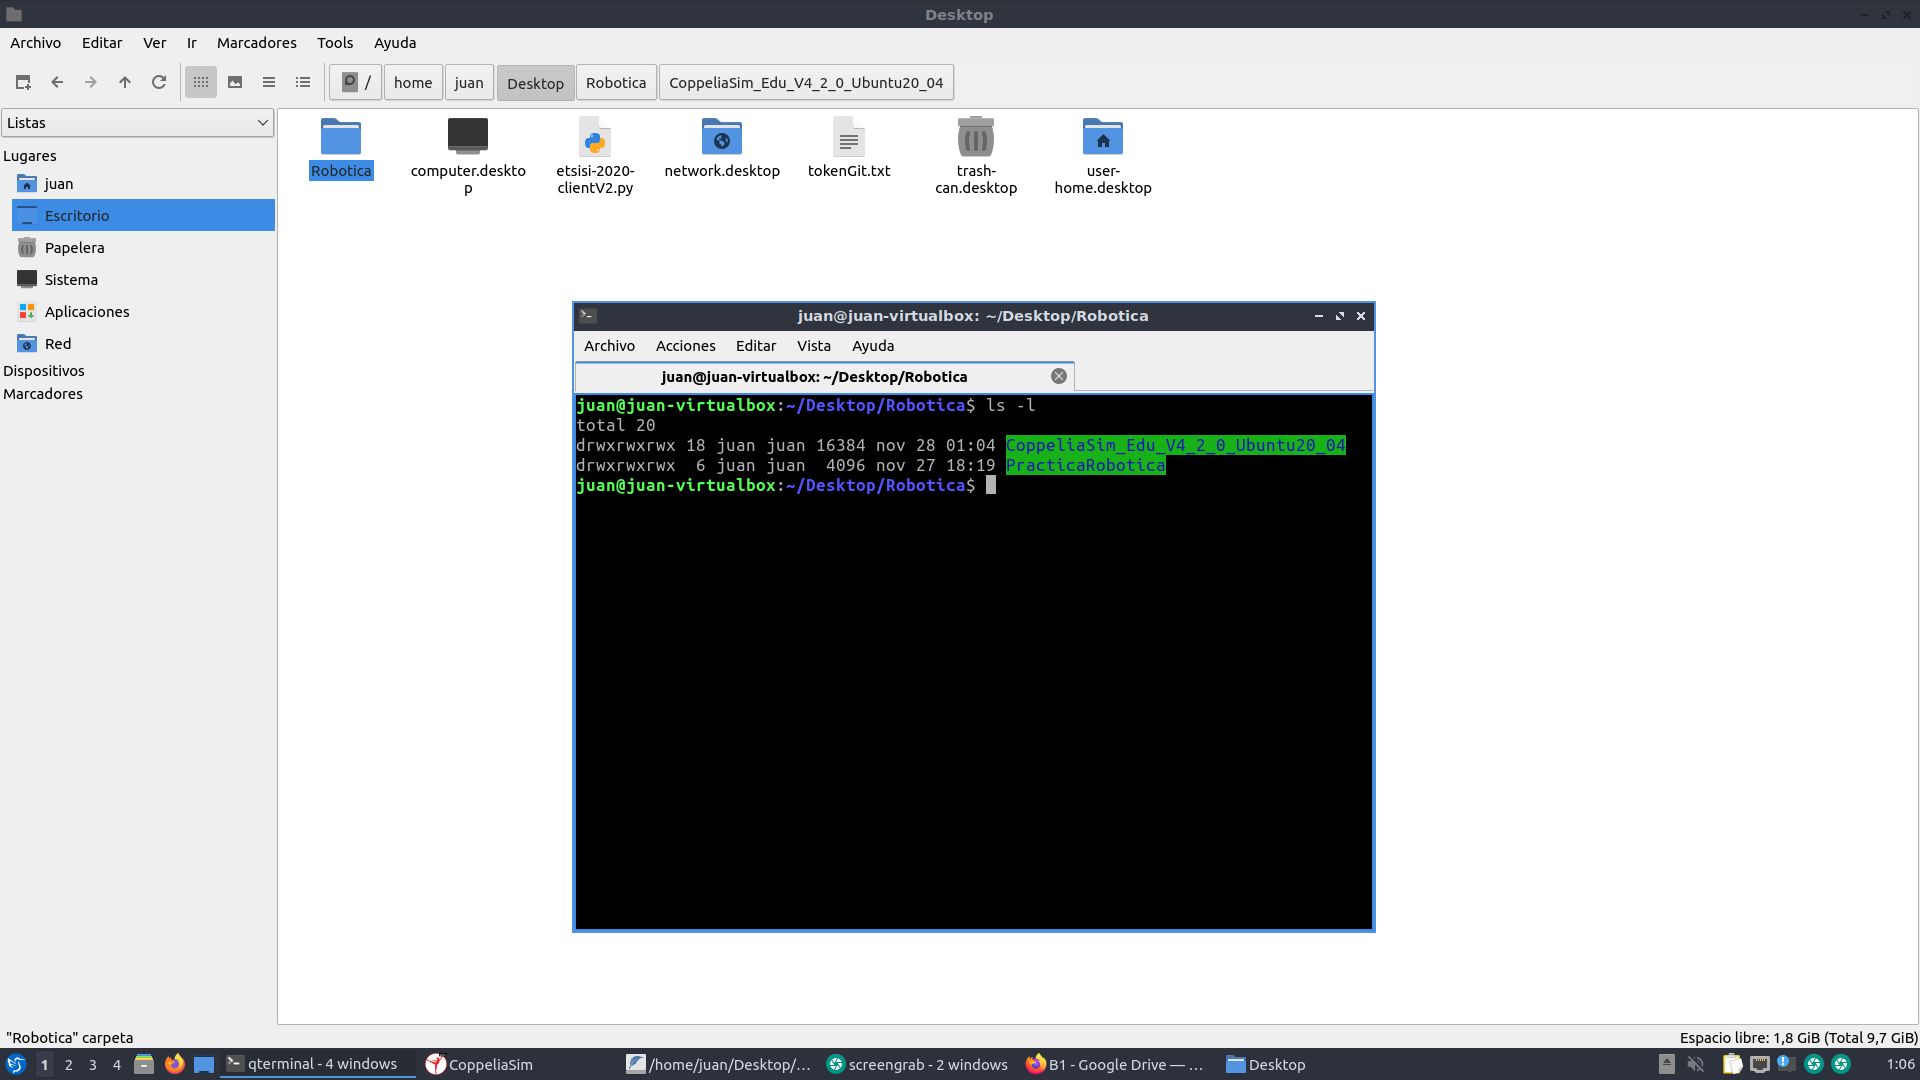 Desktop
Archivo Editar Ver Ir Marcadores Tools Ayuda
/ home juan Desktop Robotica CoppeliaSim_Edu_V4_2_0_Ubuntu20_04
Listas
Lugares
juan
Escritorio
Papelera
Sistema
Aplicaciones
Red
Dispositivos
Marcadores
Robotica
computer.deskto
p
etsisi-2020-
clientV2.py
network.desktop
tokenGit.txt
trash-
can.desktop
user-
home.desktop
juan@juan-virtualbox: ~/Desktop/Robotica
Archivo Acciones Editar Vista Ayuda
juan@juan-virtualbox: ~/Desktop/Robotica
juan@juan-virtualbox:~/Desktop/Robotica$ ls -l
total 20
drwxrwxrwx 18 juan juan 16384 nov 28 01:04 CoppeliaSim_Edu_V4_2_0_Ubuntu20_04
drwxrwxrwx  6 juan juan  4096 nov 27 18:19 PracticaRobotica
juan@juan-virtualbox:~/Desktop/Robotica$
"Robotica" carpeta
Espacio libre: 1,8 GiB (Total 9,7 GiB)
1 2 3 4 qterminal - 4 windows CoppeliaSim /home/juan/Desktop/... screengrab - 2 windows B1 - Google Drive — ... Desktop 1:06